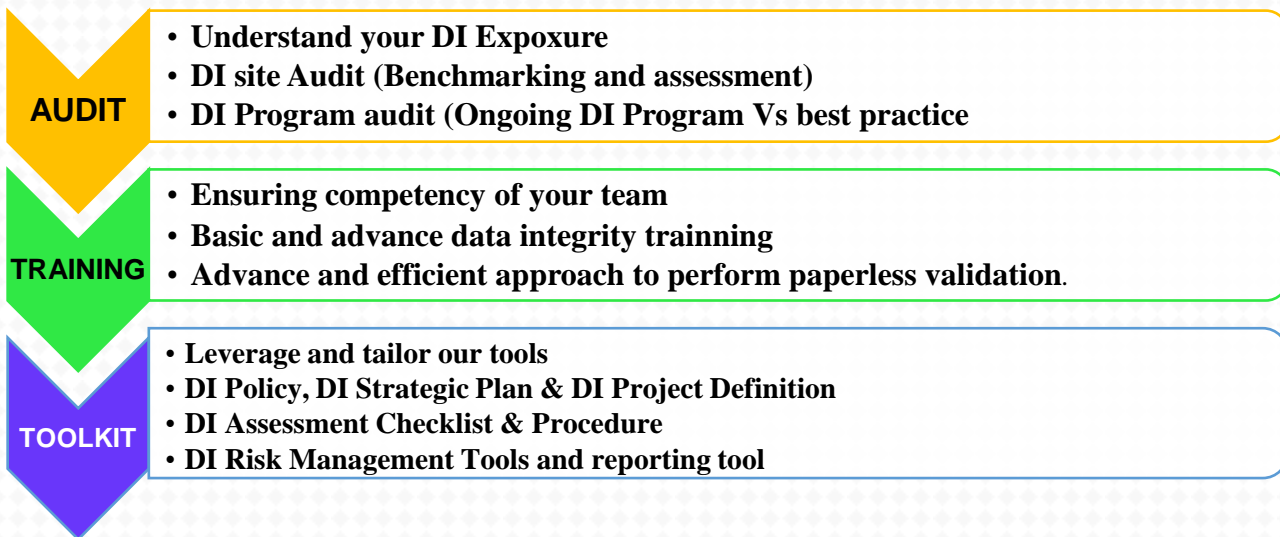 AUDIT
• Understand your DI Expoxure
• DI site Audit (Benchmarking and assessment)
• DI Program audit (Ongoing DI Program Vs best practice
TRAINING
• Ensuring competency of your team
• Basic and advance data integrity trainning
• Advance and efficient approach to perform paperless validation.
TOOLKIT
• Leverage and tailor our tools
• DI Policy, DI Strategic Plan & DI Project Definition
• DI Assessment Checklist & Procedure
• DI Risk Management Tools and reporting tool